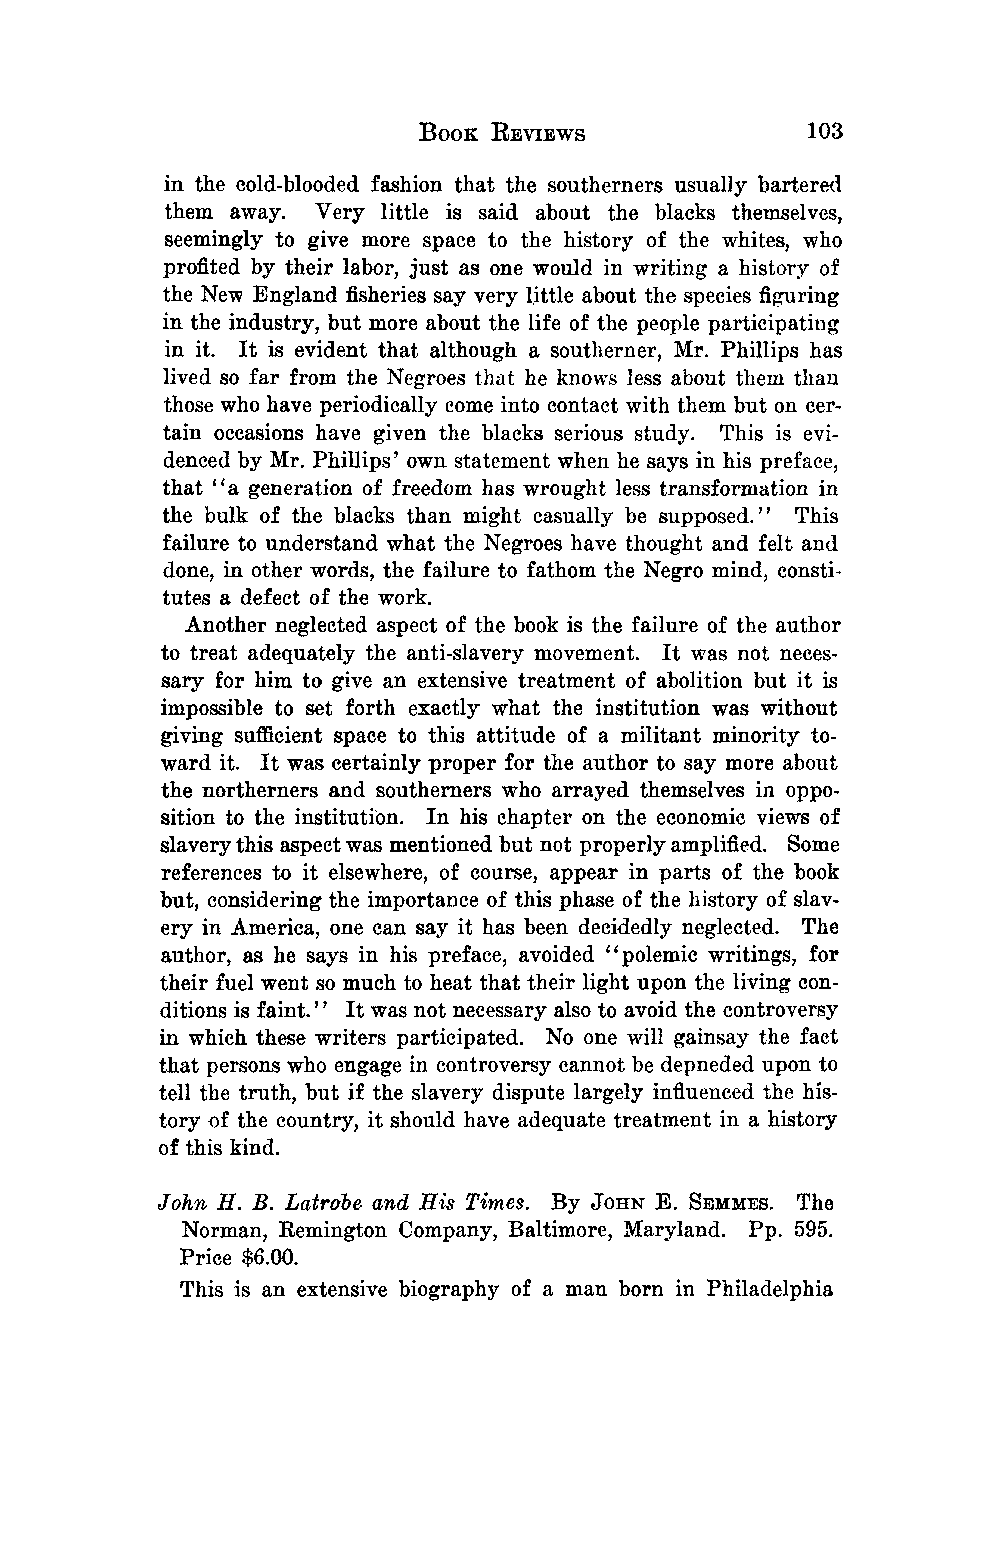 Book Reviews 103
in the cold-blooded fashion that the southerners usually bartered
them away. Very little is said about the blacks themselves,
seemingly to give more space to the history of the whites, who
profited by their labor, just as one would in writing a history of
the New England fisheries say very little about the species figuring
in the industry, but more about the life of the people participating
in it. It is evident that although a southerner, Mr. Phillips has
lived so far from the Negroes that he knows less about them than
those who have periodically come into contact with them but on cer-
tain occasions have given the blacks serious study. This is evi-
denced by Mr. Phillips' own statement when he says in his preface,
that "a generation of freedom has wrought less transformation in
the bulk of the blacks than might casually be supposed." This
failure to understand what the Negroes have thought and felt and
done, in other words, the failure to fathom the Negro mind, consti-
tutes a defect of the work.
Another neglected aspect of the book is the failure of the author
to treat adequately the anti-slavery movement. It was not neces-
sary for him to give an extensive treatment of abolition but it is
impossible to set forth exactly what the institution was without
giving sufficient space to this attitude of a militant minority to-
ward it. It was certainly proper for the author to say more about
the northerners and southerners who arrayed themselves in oppo-
sition to the institution. In his chapter on the economic views of
slavery this aspect was mentioned but not properly amplified. Some
references to it elsewhere, of course, appear in parts of the book
but, considering the importance of this phase of the history of slav-
ery in America, one can say it has been decidedly neglected. The
author, as he says in his preface, avoided "polemic writings, for
their fuel went so much to heat that their light upon the living con-
ditions is faint." It was not necessary also to avoid the controversy
in which these writers participated. No one will gainsay the fact
that persons who engage in controversy cannot be depneded upon to
tell the truth, but if the slavery dispute largely influenced the his-
tory of the country, it should have adequate treatment in a history
of this kind.
John H. B. Latrobe and His Times. By John E. Semmes. The
Norman, Remington Company, Baltimore, Maryland. Pp. 595.
Price $6.00.
This is an extensive biography of a man born in Philadelphia